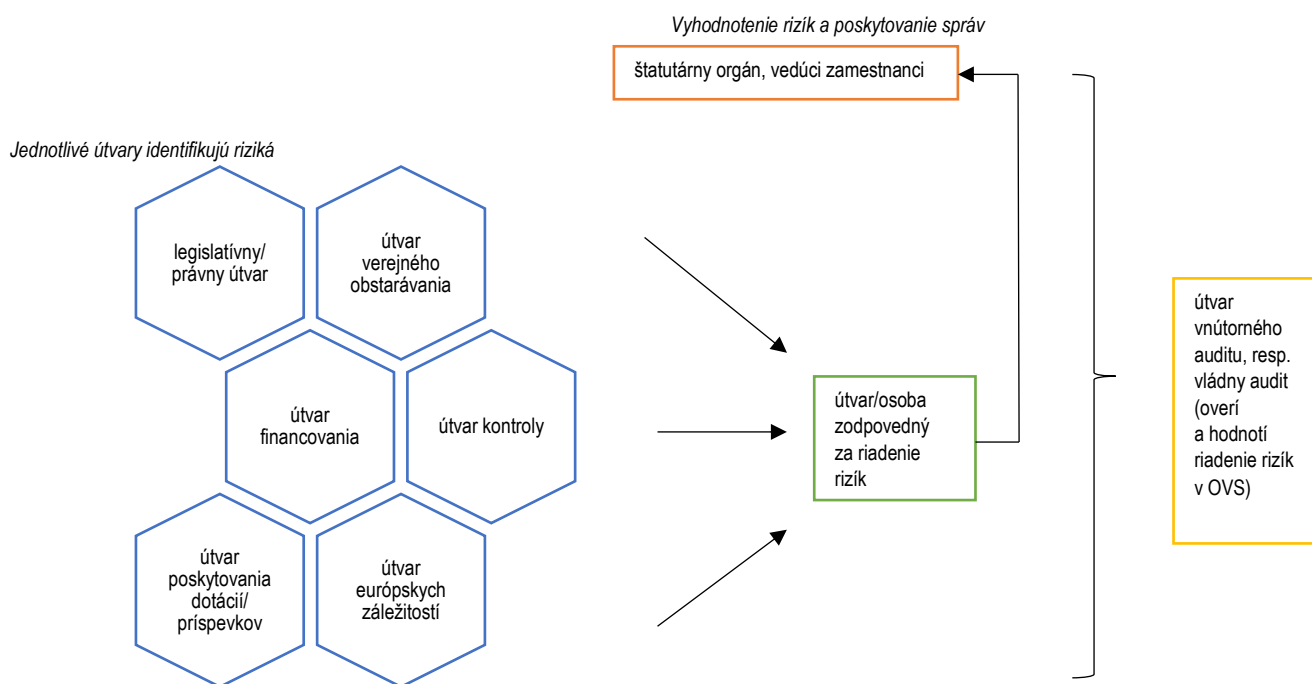 Vyhodnotenie rizík a poskytovanie správ
štatutárny orgán, vedúci zamestnanci
Jednotlivé útvary identifikujú riziká
legislatívny/
právny útvar
útvar
verejného
obstarávania
útvar
financovania
útvar kontroly
útvar
poskytovania
dotácií/
príspevkov
útvar
európskych
záležitostí
útvar/osoba
zodpovedný
za riadenie
rizík
útvar
vnútorného
auditu, resp.
vládny audit
(overí
a hodnotí
riadenie rizík
v OVS)